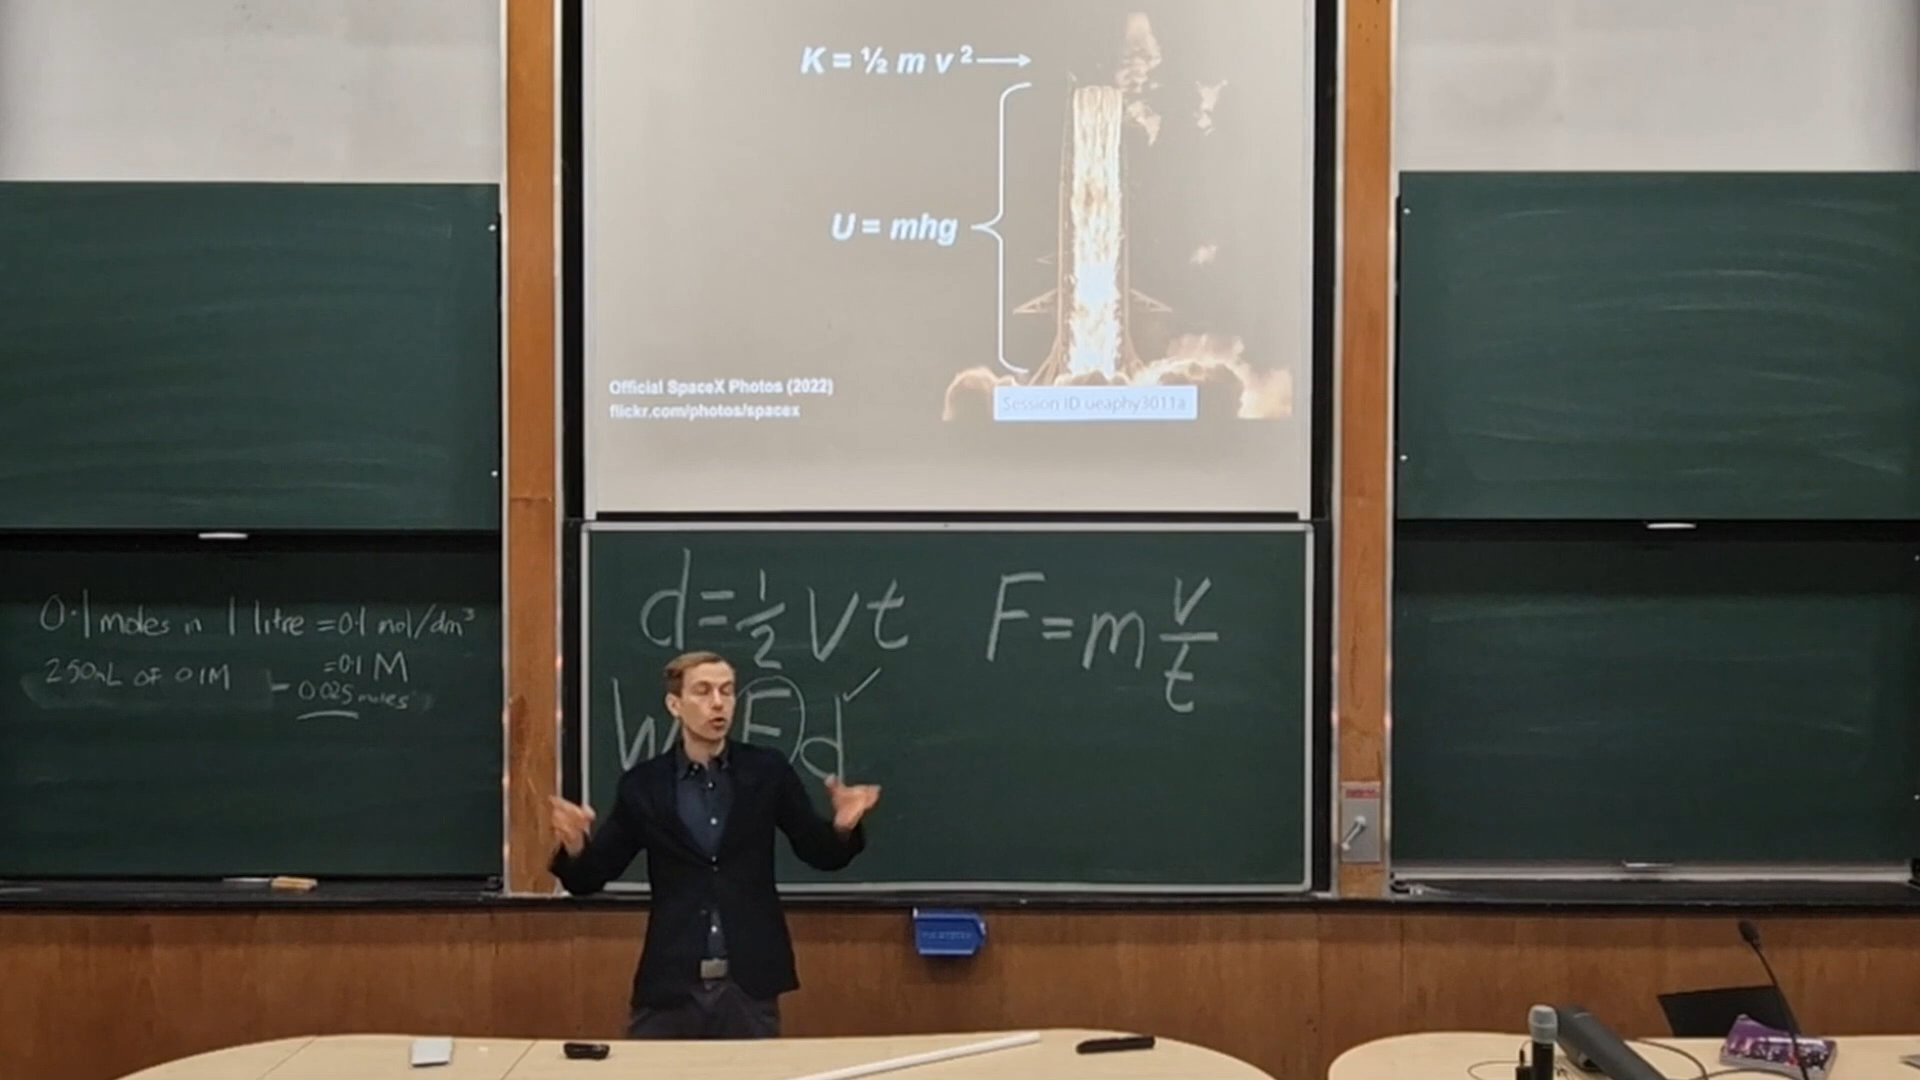 K = ½ m v²
U = mhg
Official SpaceX Photos (2022)
flickr.com/photos/spacex
Session ID ueaphy3011a
0.1 moles in 1 litre = 0.1 mol/dm³
= 0.1 M
250mL OF 0.1M - 0.025 moles
d = ½ v t
F = m v/t
W F d ✓